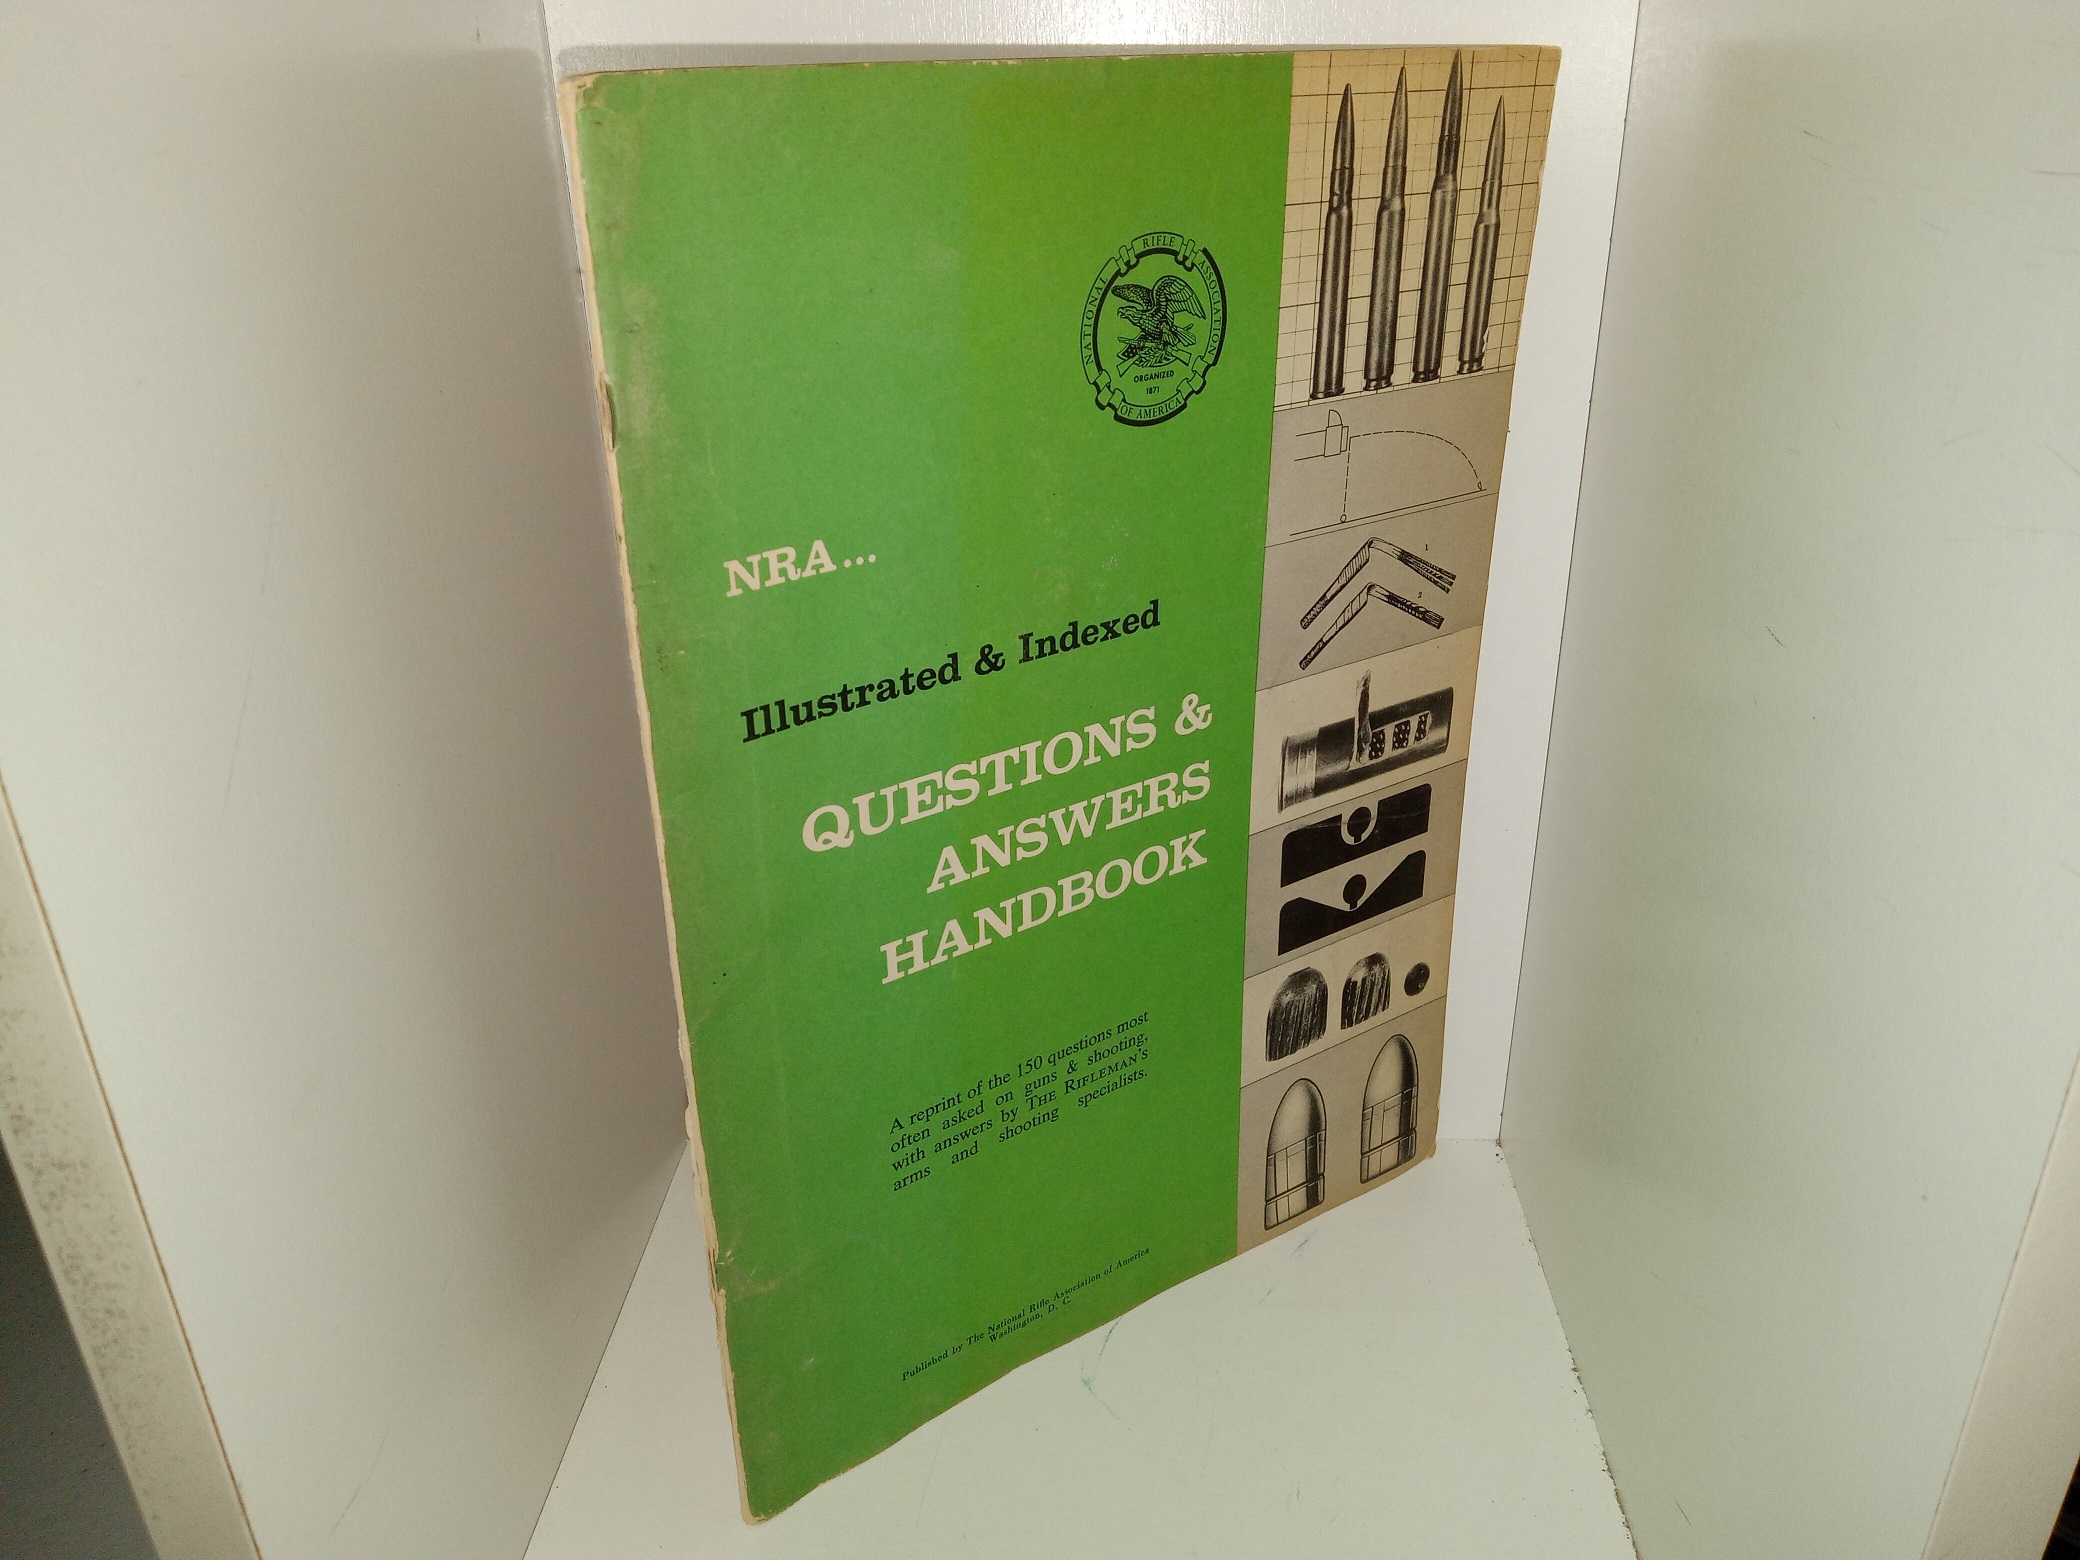 NATIONAL RIFLE ASSOCIATION
ORGANIZED
1871
OF AMERICA
NRA...
Illustrated & Indexed
QUESTIONS &
ANSWERS
HANDBOOK
A reprint of the 150 questions most
often asked on guns & shooting,
with answers by THE RIFLEMAN'S
arms and shooting specialists.
Published by The National Rifle Association of America
Washington, D. C.
1
2